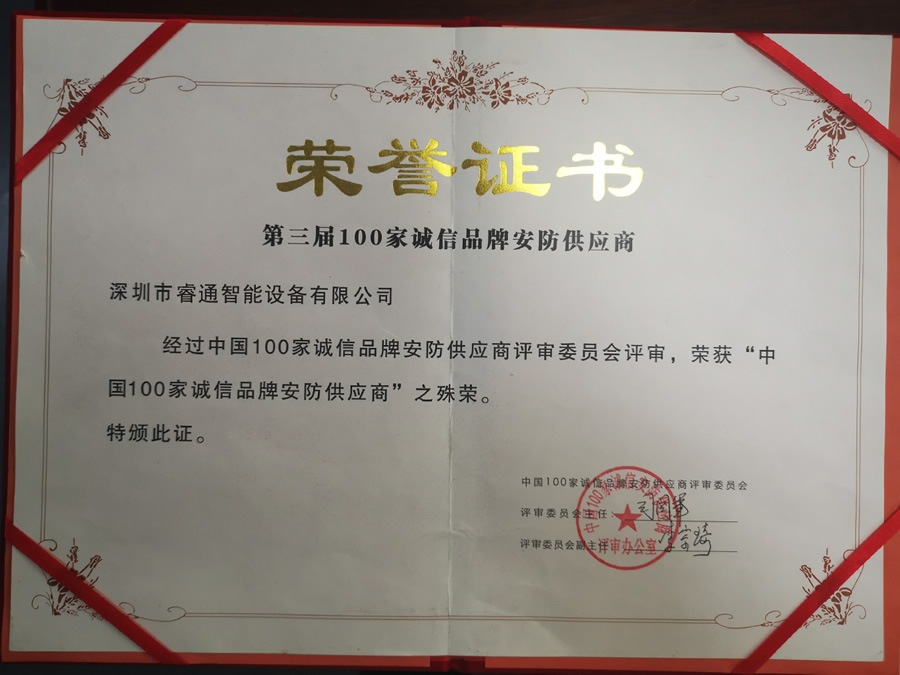 荣誉证书
第三届100家诚信品牌安防供应商
深圳市睿通智能设备有限公司
经过中国100家诚信品牌安防供应商评审委员会评审，荣获“中
国100家诚信品牌安防供应商”之殊荣。
特颁此证。
中国100家诚信品牌安防供应商评审委员会
评审委员会主任：
评审委员会副主任
评审办公室